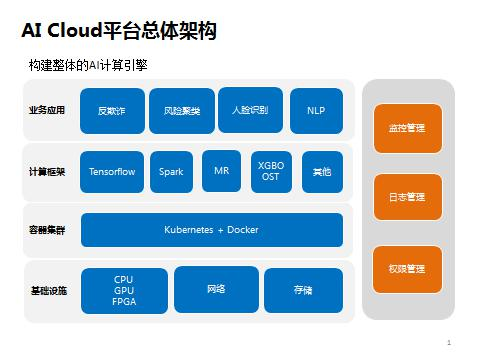 AI Cloud平台总体架构
构建整体的AI计算引擎
业务应用
反欺诈
风险聚类
人脸识别
NLP
计算框架
Tensorflow
Spark
MR
XGBO
OST
其他
容器集群
Kubernetes + Docker
基础设施
CPU
GPU
FPGA
网络
存储
监控管理
日志管理
权限管理
1